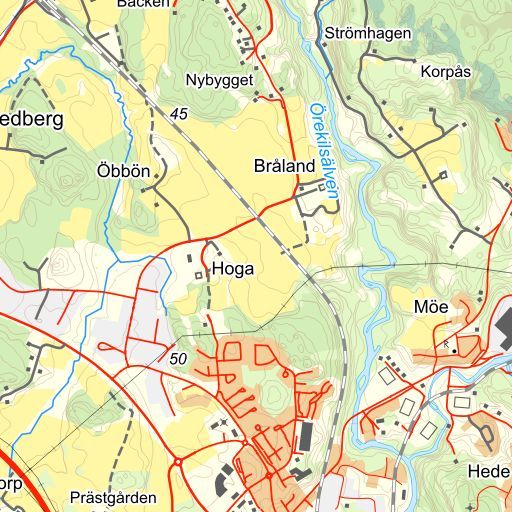 Backen
Strömhagen
Nybygget
Korpås
45
Örekilsälven
edberg
Öbbön
Bråland
Hoga
Möe
50
Hede
orp
Prästgården